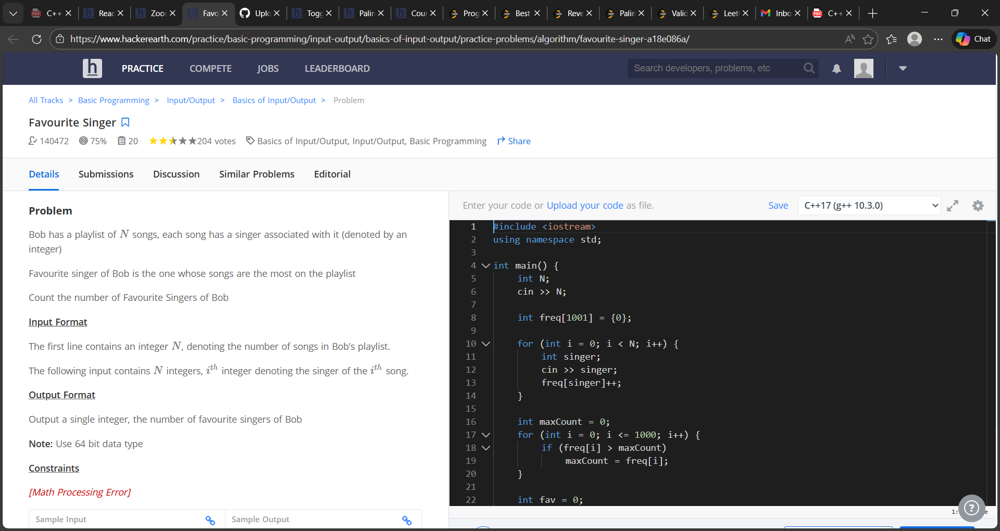 C++
Reac
Zoos
Favo
Uplo
Togg
Palin
Cour
Prog
Best
Reve
Palin
Valid
Leet
Inbo
C++
https://www.hackerearth.com/practice/basic-programming/input-output/basics-of-input-output/practice-problems/algorithm/favourite-singer-a18e086a/
Chat
h PRACTICE COMPETE JOBS LEADERBOARD Search developers, problems, etc
All Tracks > Basic Programming > Input/Output > Basics of Input/Output > Problem
Favourite Singer
140472 75% 20 ★★★★★204 votes Basics of Input/Output, Input/Output, Basic Programming Share
Details Submissions Discussion Similar Problems Editorial
Problem
Bob has a playlist of N songs, each song has a singer associated with it (denoted by an
integer)
Favourite singer of Bob is the one whose songs are the most on the playlist
Count the number of Favourite Singers of Bob
Input Format
The first line contains an integer N, denoting the number of songs in Bob's playlist.
The following input contains N integers, i^th integer denoting the singer of the i^th song.
Output Format
Output a single integer, the number of favourite singers of Bob
Note: Use 64 bit data type
Constraints
[Math Processing Error]
Sample Input Sample Output
Enter your code or Upload your code as file. Save C++17 (g++ 10.3.0)
1 #include <iostream>
2 using namespace std;
3
4 int main() {
5 int N;
6 cin >> N;
7
8 int freq[1001] = {0};
9
10 for (int i = 0; i < N; i++) {
11 int singer;
12 cin >> singer;
13 freq[singer]++;
14 }
15
16 int maxCount = 0;
17 for (int i = 0; i <= 1000; i++) {
18 if (freq[i] > maxCount)
19 maxCount = freq[i];
20 }
21
22 int fav = 0;
1: